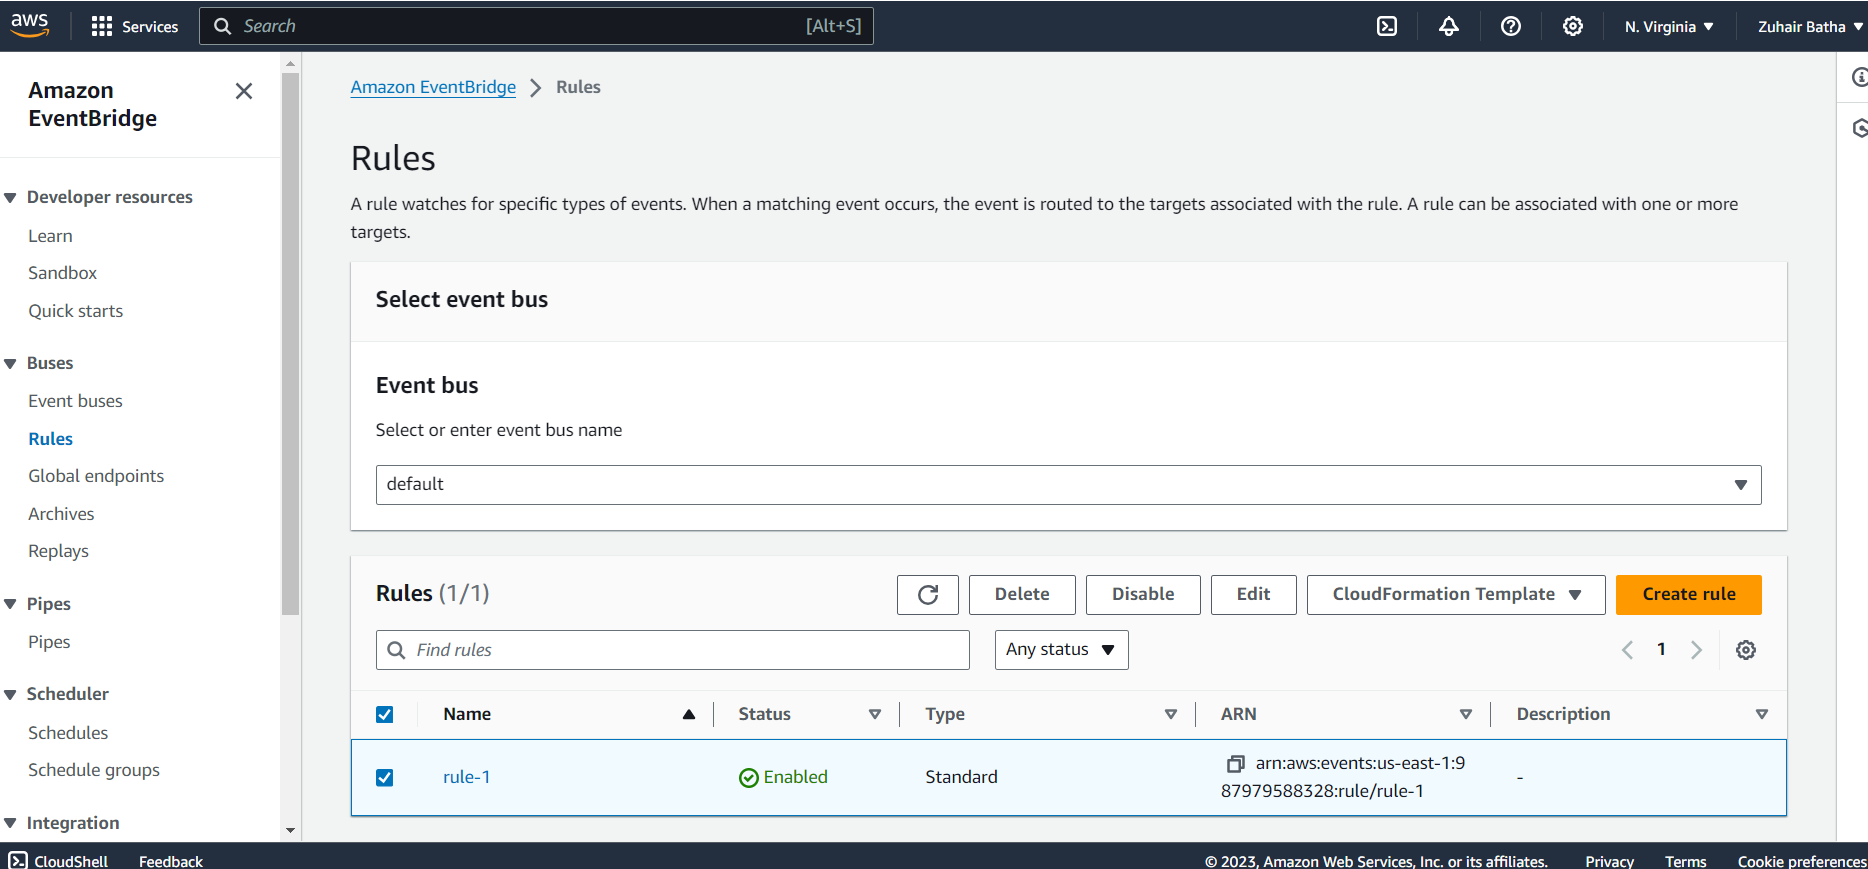 aws
Services
Search
[Alt+S]
N. Virginia
Zuhair Batha
Amazon
EventBridge
Developer resources
Learn
Sandbox
Quick starts
Buses
Event buses
Rules
Global endpoints
Archives
Replays
Pipes
Pipes
Scheduler
Schedules
Schedule groups
Integration
Amazon EventBridge
Rules
Rules
A rule watches for specific types of events. When a matching event occurs, the event is routed to the targets associated with the rule. A rule can be associated with one or more
targets.
Select event bus
Event bus
Select or enter event bus name
default
Rules (1/1)
Delete
Disable
Edit
CloudFormation Template
Create rule
Find rules
Any status
1
Name
Status
Type
ARN
Description
rule-1
Enabled
Standard
arn:aws:events:us-east-1:9
87979588328:rule/rule-1
-
CloudShell
Feedback
© 2023, Amazon Web Services, Inc. or its affiliates.
Privacy
Terms
Cookie preferences